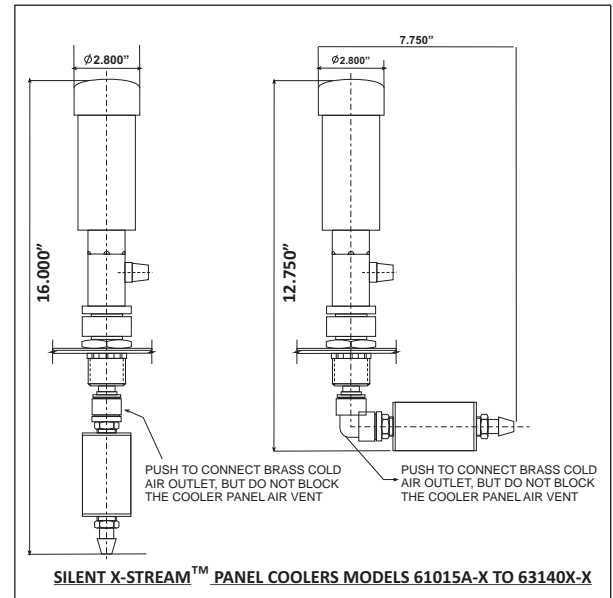 7.750”
Ø2.800”
Ø2.800”
16.000”
12.750”
PUSH TO CONNECT BRASS COLD
AIR OUTLET, BUT DO NOT BLOCK
THE COOLER PANEL AIR VENT
PUSH TO CONNECT BRASS COLD
AIR OUTLET, BUT DO NOT BLOCK
THE COOLER PANEL AIR VENT
SILENT X-STREAM™ PANEL COOLERS MODELS 61015A-X TO 63140X-X